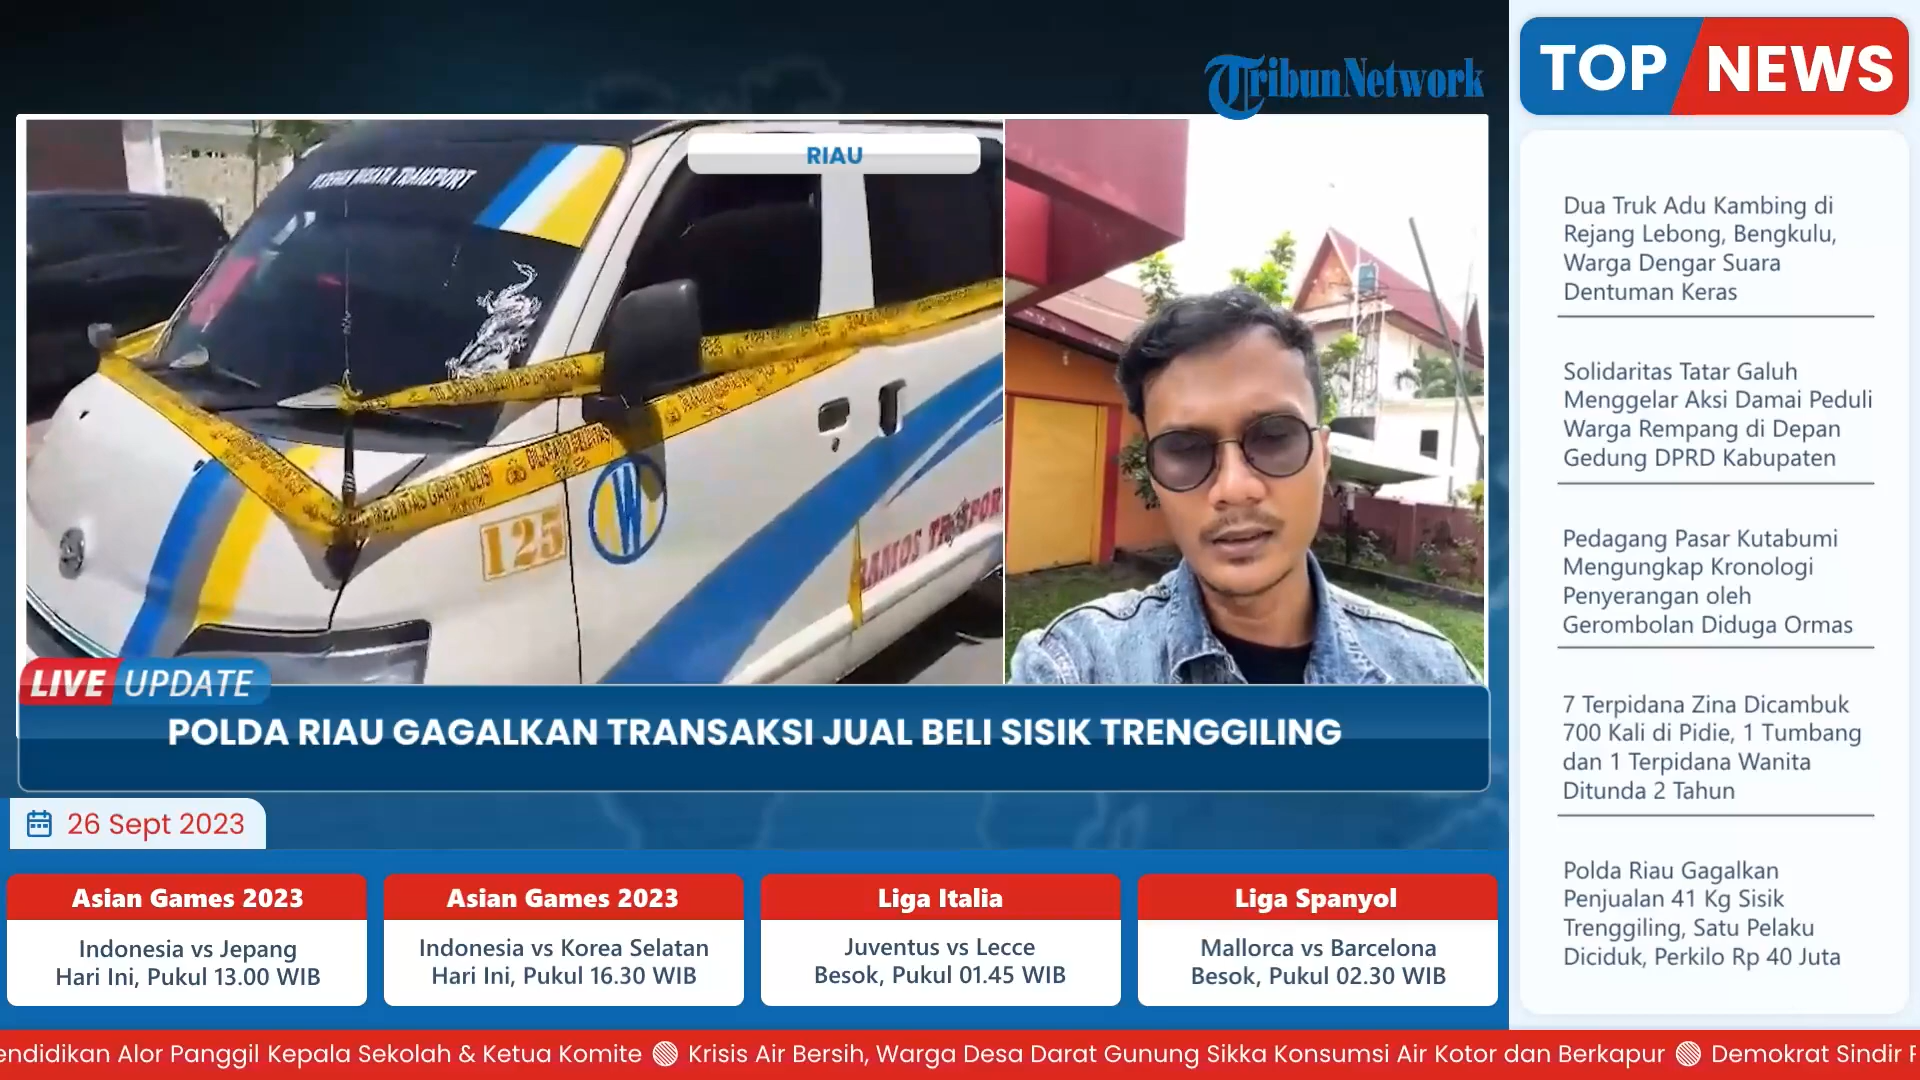 TribunNetwork
TOP NEWS
RIAU
WISATA TRANSPORT
125
W
RAMOS
LIVE UPDATE
POLDA RIAU GAGALKAN TRANSAKSI JUAL BELI SISIK TRENGGILING
26 Sept 2023
Asian Games 2023
Indonesia vs Jepang
Hari Ini, Pukul 13.00 WIB
Asian Games 2023
Indonesia vs Korea Selatan
Hari Ini, Pukul 16.30 WIB
Liga Italia
Juventus vs Lecce
Besok, Pukul 01.45 WIB
Liga Spanyol
Mallorca vs Barcelona
Besok, Pukul 02.30 WIB
Dua Truk Adu Kambing di
Rejang Lebong, Bengkulu,
Warga Dengar Suara
Dentuman Keras
Solidaritas Tatar Galuh
Menggelar Aksi Damai Peduli
Warga Rempang di Depan
Gedung DPRD Kabupaten
Pedagang Pasar Kutabumi
Mengungkap Kronologi
Penyerangan oleh
Gerombolan Diduga Ormas
7 Terpidana Zina Dicambuk
700 Kali di Pidie, 1 Tumbang
dan 1 Terpidana Wanita
Ditunda 2 Tahun
Polda Riau Gagalkan
Penjualan 41 Kg Sisik
Trenggiling, Satu Pelaku
Diciduk, Perkilo Rp 40 Juta
endidikan Alor Panggil Kepala Sekolah & Ketua Komite Krisis Air Bersih, Warga Desa Darat Gunung Sikka Konsumsi Air Kotor dan Berkapur Demokrat Sindir